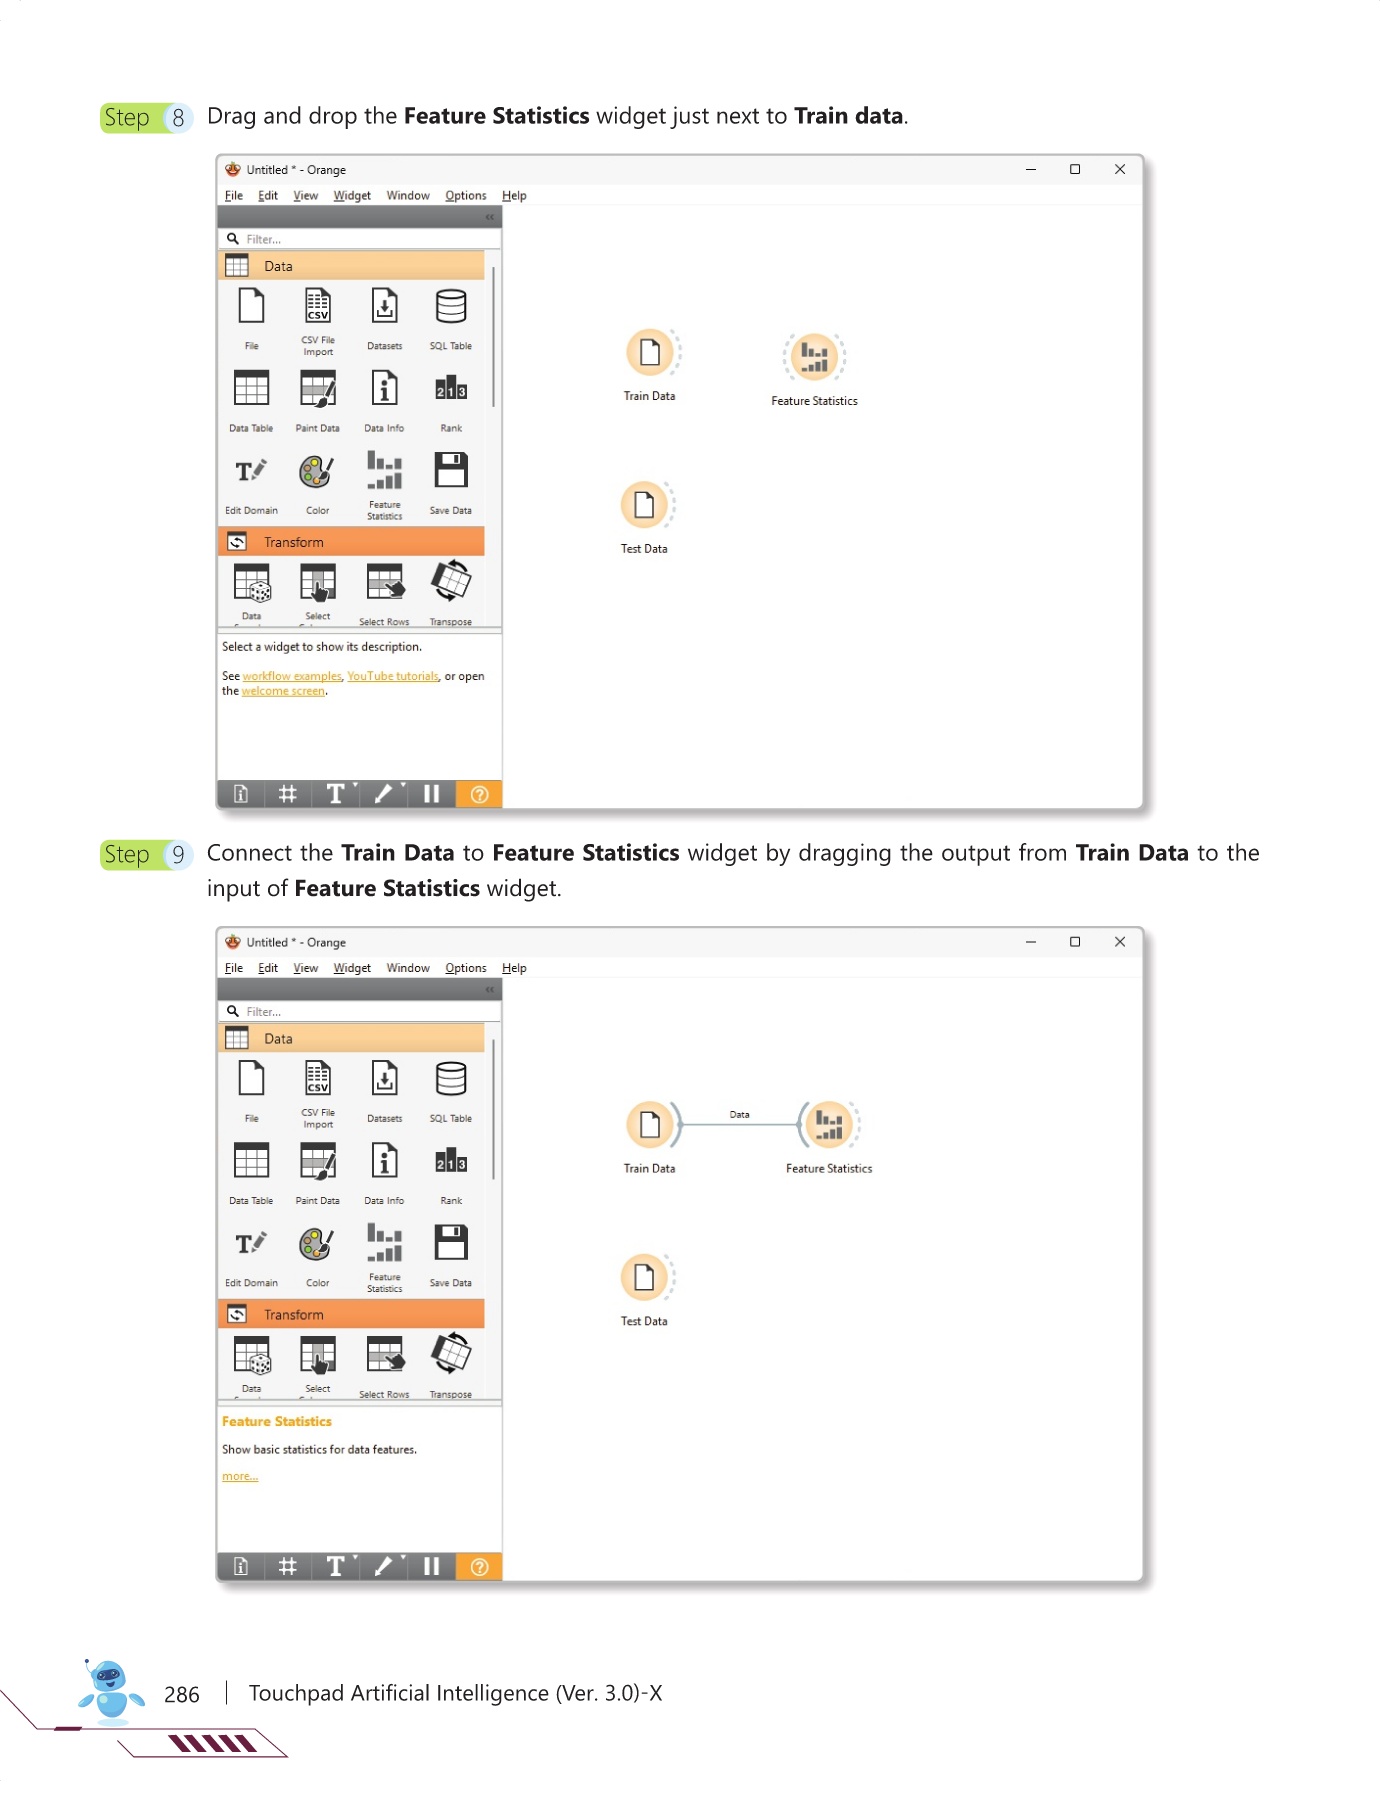 Step 8 Drag and drop the Feature Statistics widget just next to Train data.
Untitled * - Orange
File Edit View Widget Window Options Help
Filter...
Data
File CSV File Import Datasets SQL Table
Data Table Paint Data Data Info Rank
Edit Domain Color Feature Statistics Save Data
Transform
Data Select Select Rows Transpose
Select a widget to show its description.
See workflow examples, YouTube tutorials, or open
the welcome screen.
Train Data
Feature Statistics
Test Data
Step 9 Connect the Train Data to Feature Statistics widget by dragging the output from Train Data to the
input of Feature Statistics widget.
Untitled * - Orange
File Edit View Widget Window Options Help
Filter...
Data
File CSV File Import Datasets SQL Table
Data Table Paint Data Data Info Rank
Edit Domain Color Feature Statistics Save Data
Transform
Data Select Select Rows Transpose
Feature Statistics
Show basic statistics for data features.
more...
Data
Train Data
Feature Statistics
Test Data
286 | Touchpad Artificial Intelligence (Ver. 3.0)-X